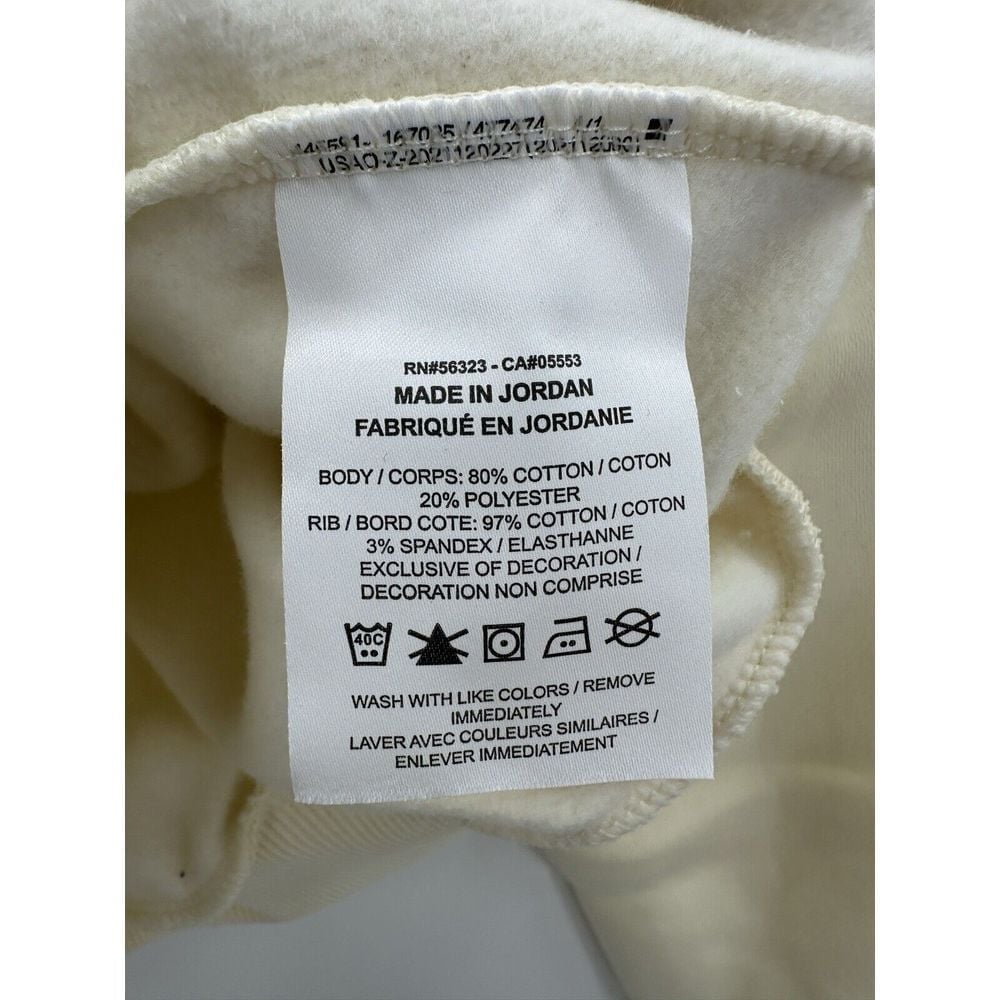 RN#56323 - CA#05553
MADE IN JORDAN
FABRIQUÉ EN JORDANIE
BODY / CORPS: 80% COTTON / COTON
20% POLYESTER
RIB / BORD COTE: 97% COTTON / COTON
3% SPANDEX / ELASTHANNE
EXCLUSIVE OF DECORATION /
DECORATION NON COMPRISE
40C
WASH WITH LIKE COLORS / REMOVE
IMMEDIATELY
LAVER AVEC COULEURS SIMILAIRES /
ENLEVER IMMEDIATEMENT